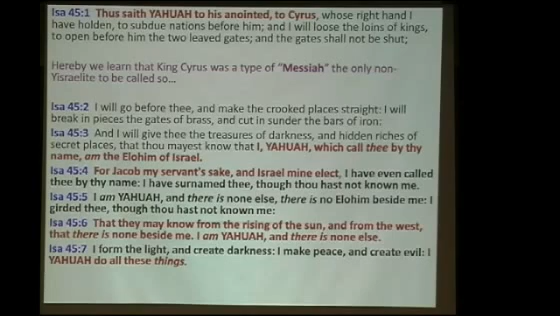 Isa 45:1 Thus saith YAHUAH to his anointed, to Cyrus, whose right hand I
have holden, to subdue nations before him; and I will loose the loins of kings,
to open before him the two leaved gates; and the gates shall not be shut;
Hereby we learn that King Cyrus was a type of "Messiah" the only non-
Yisraelite to be called so...
Isa 45:2 I will go before thee, and make the crooked places straight: I will
break in pieces the gates of brass, and cut in sunder the bars of iron:
Isa 45:3 And I will give thee the treasures of darkness, and hidden riches of
secret places, that thou mayest know that I, YAHUAH, which call thee by thy
name, am the Elohim of Israel.
Isa 45:4 For Jacob my servant's sake, and Israel mine elect, I have even called
thee by thy name: I have surnamed thee, though thou hast not known me.
Isa 45:5 I am YAHUAH, and there is none else, there is no Elohim beside me: I
girded thee, though thou hast not known me:
Isa 45:6 That they may know from the rising of the sun, and from the west,
that there is none beside me. I am YAHUAH, and there is none else.
Isa 45:7 I form the light, and create darkness: I make peace, and create evil: I
YAHUAH do all these things.